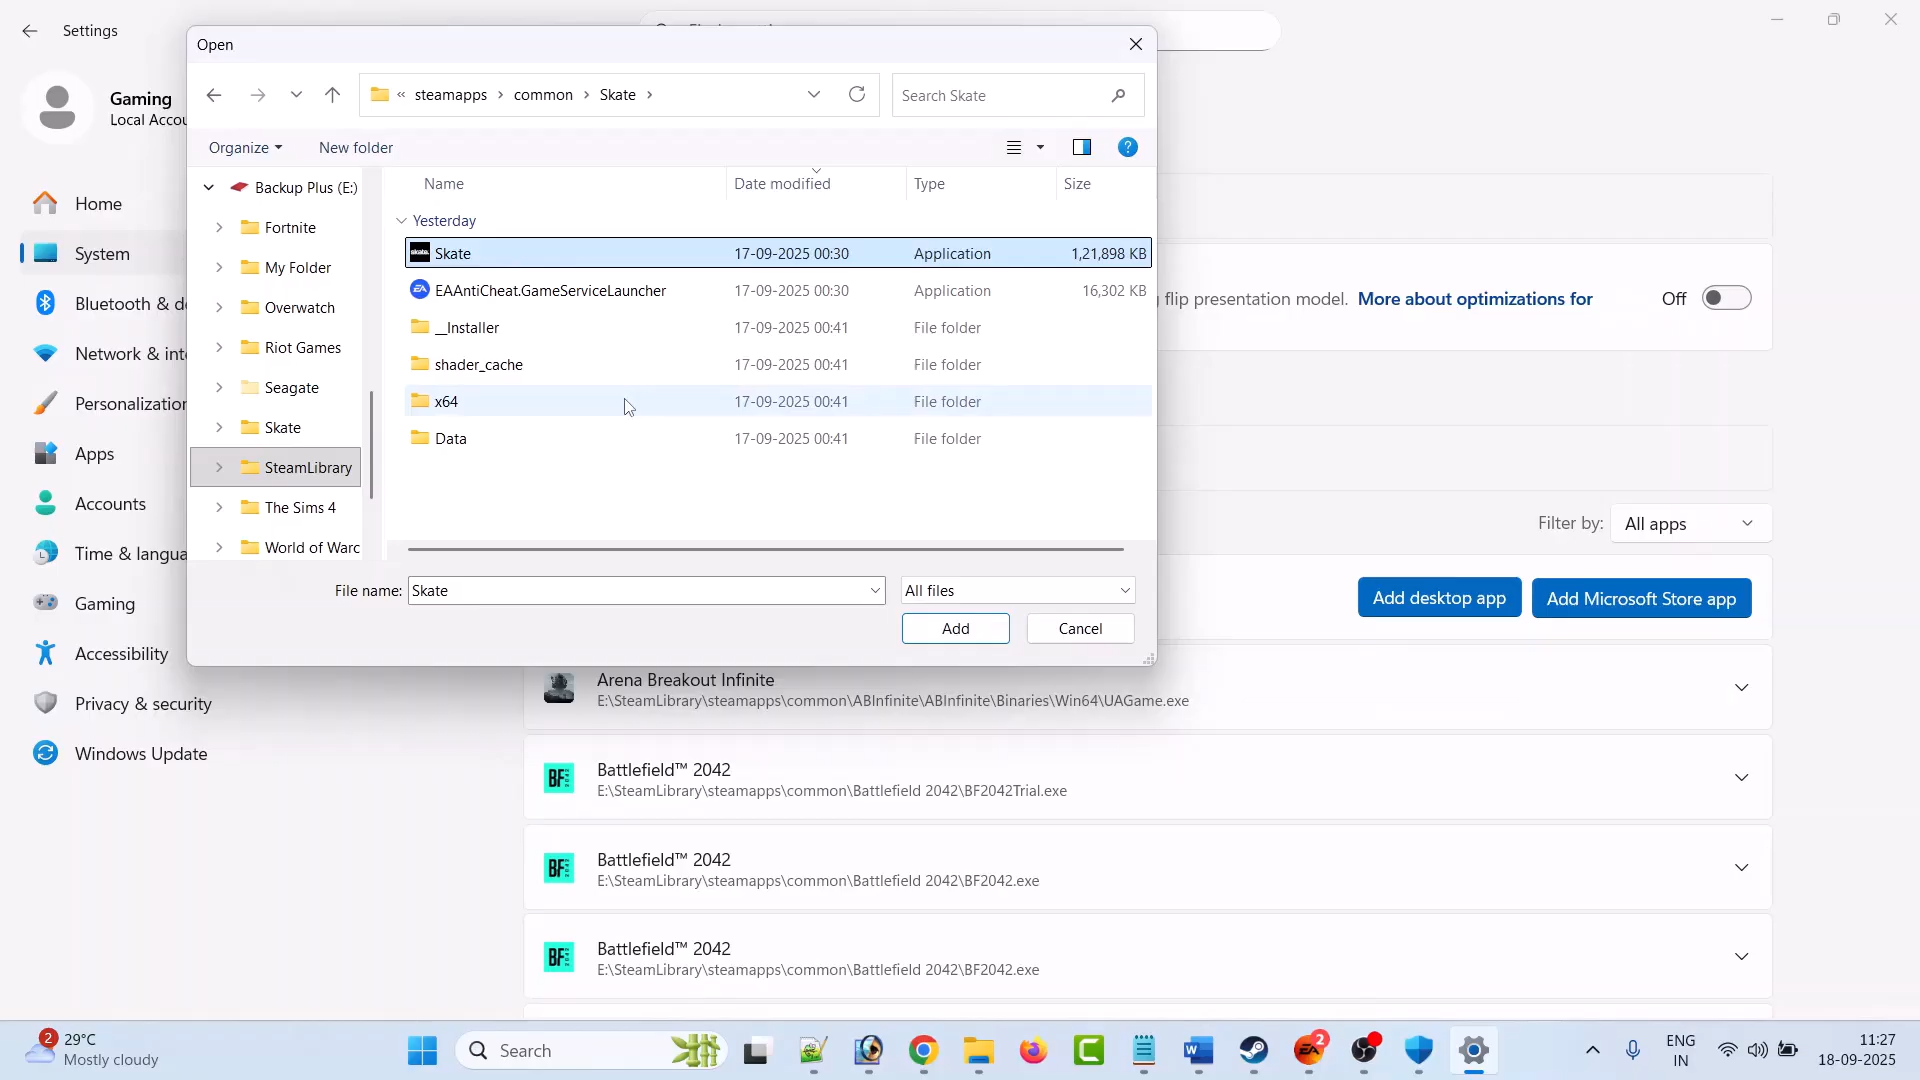 Settings
Gaming
Local Accou
Home
System
Bluetooth & de
Network & inte
Personalization
Apps
Accounts
Time & langua
Gaming
Accessibility
Privacy & security
Windows Update
Open
« steamapps > common > Skate >
Search Skate
Organize
New folder
Backup Plus (E:)
Fortnite
My Folder
Overwatch
Riot Games
Seagate
Skate
SteamLibrary
The Sims 4
World of Warc
Name Date modified Type Size
Yesterday
skate. Skate 17-09-2025 00:30 Application 1,21,898 KB
EA EAAntiCheat.GameServiceLauncher 17-09-2025 00:30 Application 16,302 KB
__Installer 17-09-2025 00:41 File folder
shader_cache 17-09-2025 00:41 File folder
x64 17-09-2025 00:41 File folder
Data 17-09-2025 00:41 File folder
File name: Skate
All files
Add
Cancel
flip presentation model. More about optimizations for
Off
Filter by: All apps
Add desktop app
Add Microsoft Store app
Arena Breakout Infinite
E:\SteamLibrary\steamapps\common\ABInfinite\ABInfinite\Binaries\Win64\UAGame.exe
Battlefield™ 2042
E:\SteamLibrary\steamapps\common\Battlefield 2042\BF2042Trial.exe
Battlefield™ 2042
E:\SteamLibrary\steamapps\common\Battlefield 2042\BF2042.exe
Battlefield™ 2042
E:\SteamLibrary\steamapps\common\Battlefield 2042\BF2042.exe
2
29°C
Mostly cloudy
Search
2
ENG
IN
11:27
18-09-2025